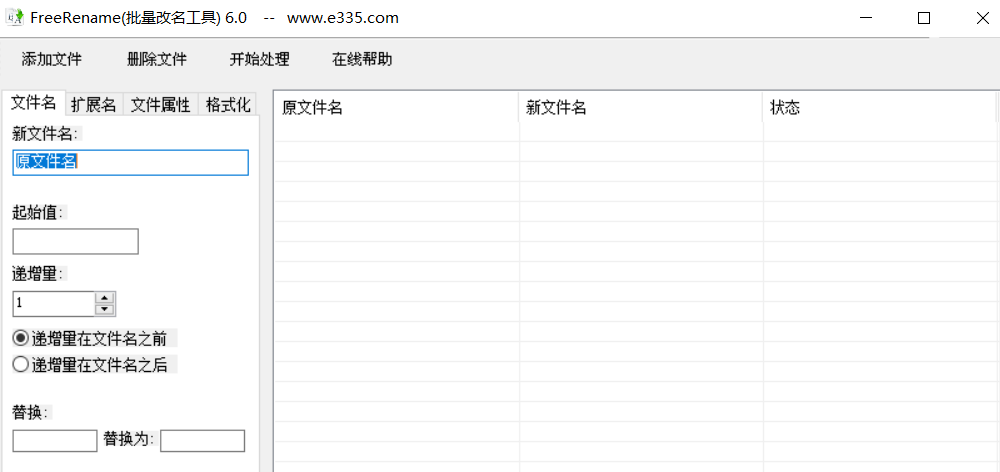 FreeRename(批量改名工具) 6.0 -- www.e335.com
添加文件 删除文件 开始处理 在线帮助
文件名 扩展名 文件属性 格式化
原文件名 新文件名 状态
新文件名:
原文件名
起始值:
递增量:
1
递增量在文件名之前
递增量在文件名之后
替换:
替换为: